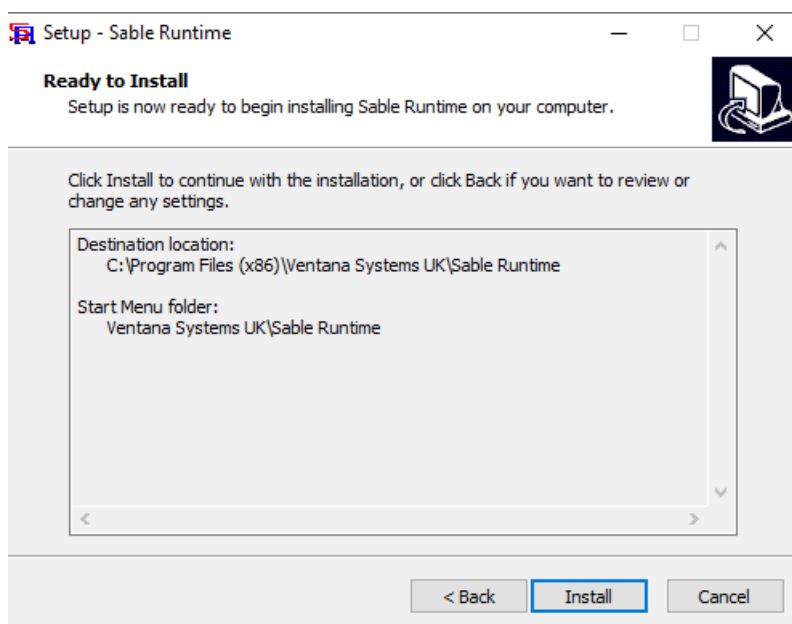 Setup - Sable Runtime
Ready to Install
Setup is now ready to begin installing Sable Runtime on your computer.
Click Install to continue with the installation, or click Back if you want to review or
change any settings.
Destination location:
C:\Program Files (x86)\Ventana Systems UK\Sable Runtime
Start Menu folder:
Ventana Systems UK\Sable Runtime
< Back
Install
Cancel